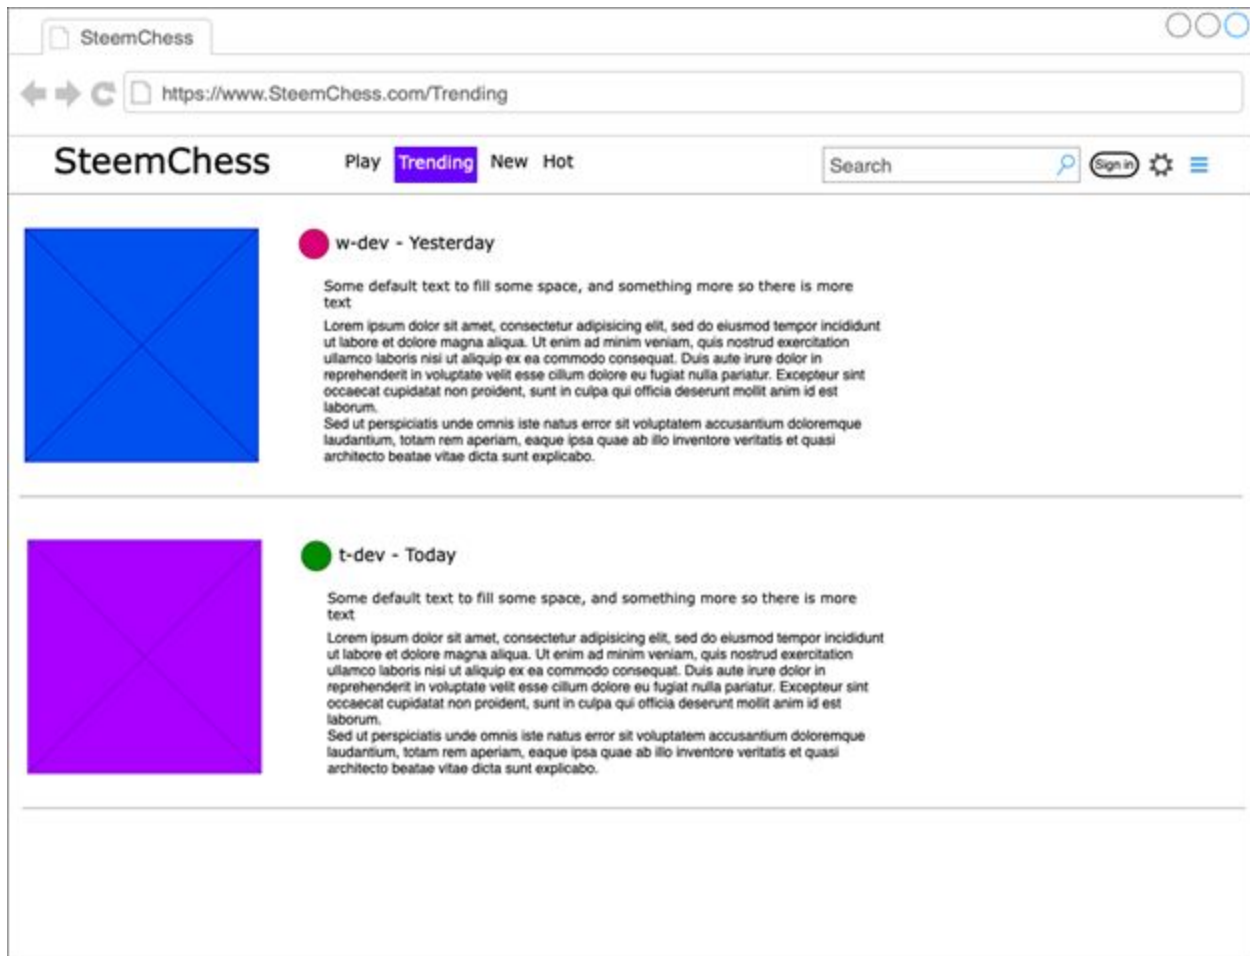 SteemChess
https://www.SteemChess.com/Trending
SteemChess Play Trending New Hot Search Sign in
w-dev - Yesterday
Some default text to fill some space, and something more so there is more
text
Lorem ipsum dolor sit amet, consectetur adipisicing elit, sed do eiusmod tempor incididunt
ut labore et dolore magna aliqua. Ut enim ad minim veniam, quis nostrud exercitation
ullamco laboris nisi ut aliquip ex ea commodo consequat. Duis aute irure dolor in
reprehenderit in voluptate velit esse cillum dolore eu fugiat nulla pariatur. Excepteur sint
occaecat cupidatat non proident, sunt in culpa qui officia deserunt mollit anim id est
laborum.
Sed ut perspiciatis unde omnis iste natus error sit voluptatem accusantium doloremque
laudantium, totam rem aperiam, eaque ipsa quae ab illo inventore veritatis et quasi
architecto beatae vitae dicta sunt explicabo.
t-dev - Today
Some default text to fill some space, and something more so there is more
text
Lorem ipsum dolor sit amet, consectetur adipisicing elit, sed do eiusmod tempor incididunt
ut labore et dolore magna aliqua. Ut enim ad minim veniam, quis nostrud exercitation
ullamco laboris nisi ut aliquip ex ea commodo consequat. Duis aute irure dolor in
reprehenderit in voluptate velit esse cillum dolore eu fugiat nulla pariatur. Excepteur sint
occaecat cupidatat non proident, sunt in culpa qui officia deserunt mollit anim id est
laborum.
Sed ut perspiciatis unde omnis iste natus error sit voluptatem accusantium doloremque
laudantium, totam rem aperiam, eaque ipsa quae ab illo inventore veritatis et quasi
architecto beatae vitae dicta sunt explicabo.